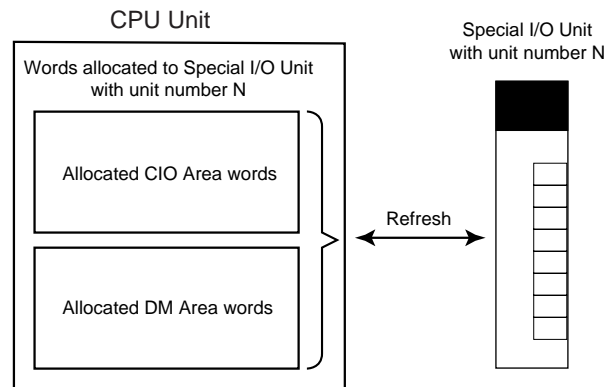 CPU Unit
Special I/O Unit
with unit number N
Words allocated to Special I/O Unit
with unit number N
Allocated CIO Area words
Refresh
Allocated DM Area words